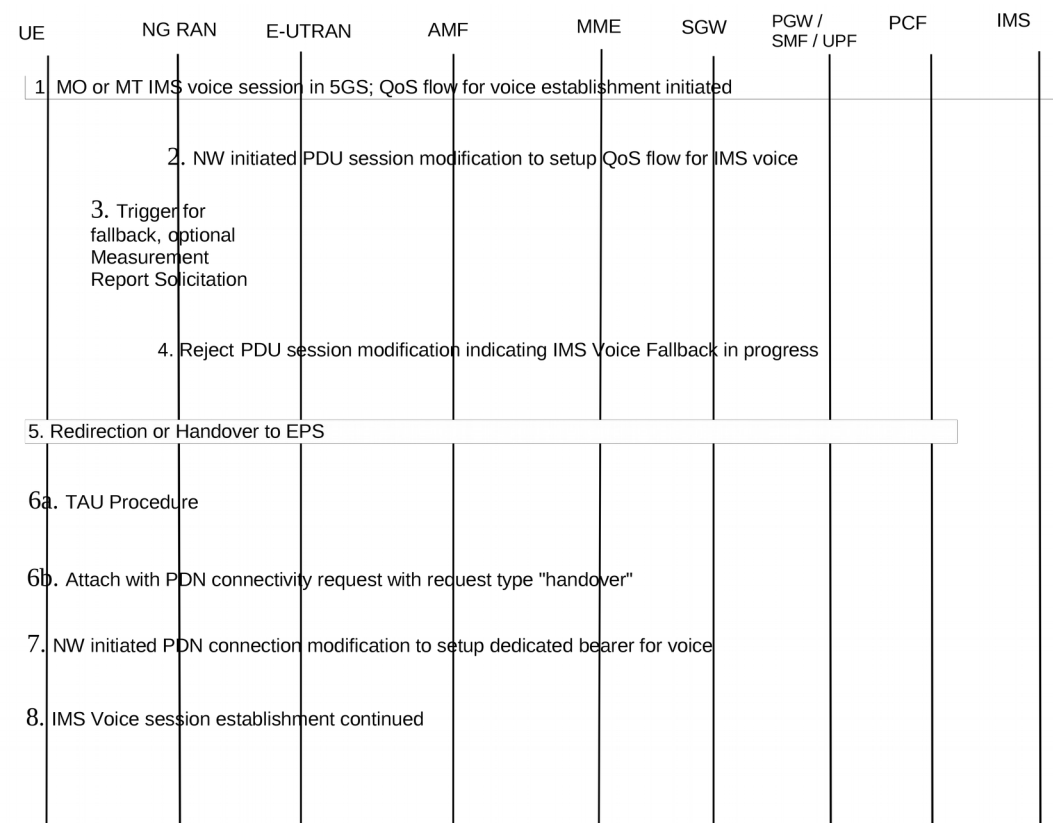 UE
NG RAN
E-UTRAN
AMF
MME
SGW
PGW /
SMF / UPF
PCF
IMS
1 MO or MT IMS voice session in 5GS; QoS flow for voice establishment initiated
2. NW initiated PDU session modification to setup QoS flow for IMS voice
3. Trigger for
fallback, optional
Measurement
Report Solicitation
4. Reject PDU session modification indicating IMS Voice Fallback in progress
5. Redirection or Handover to EPS
6a. TAU Procedure
6b. Attach with PDN connectivity request with request type "handover"
7. NW initiated PDN connection modification to setup dedicated bearer for voice
8. IMS Voice session establishment continued